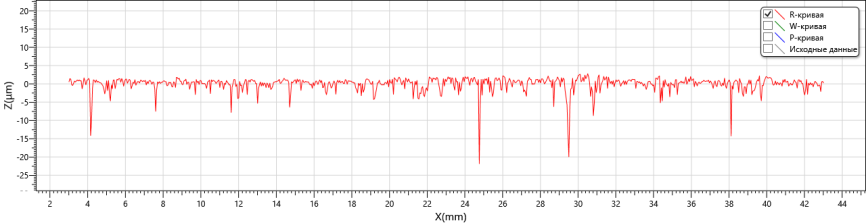 R-кривая
W-кривая
P-кривая
Исходные данные
Z(μm)
20
15
10
5
0
-5
-10
-15
-20
-25
2 4 6 8 10 12 14 16 18 20 22 24 26 28 30 32 34 36 38 40 42 44
X(mm)